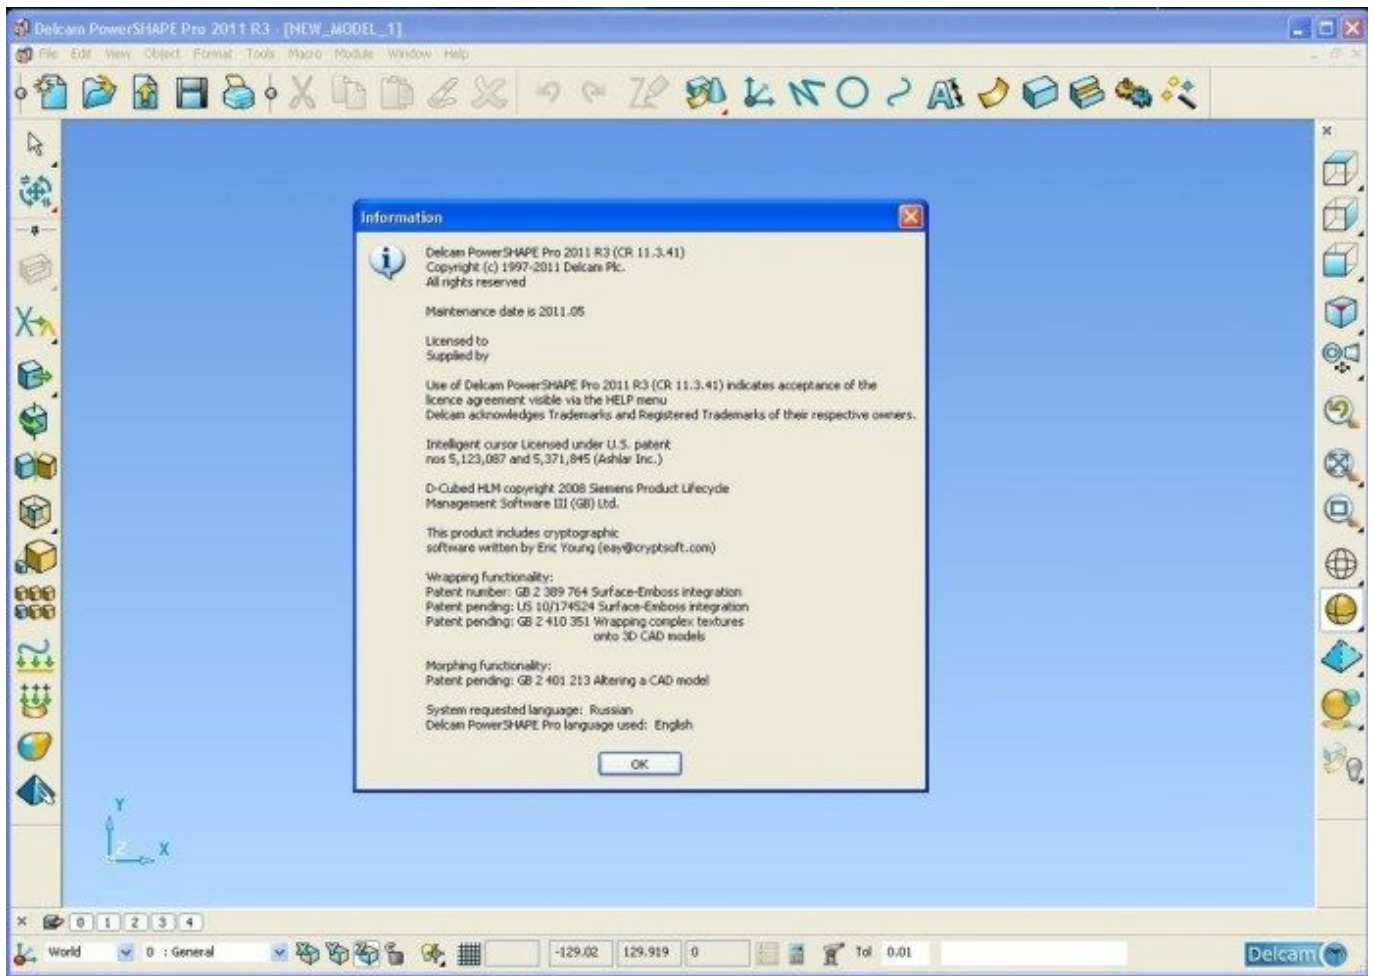 Delcam PowerSHAPE Pro 2011 R3 - [NEW_MODEL_1]
File Edit View Object Format Tools Macro Module Window Help
Information
Delcam PowerSHAPE Pro 2011 R3 (CR 11.3.41)
Copyright (c) 1997-2011 Delcam Plc.
All rights reserved
Maintenance date is 2011.05
Licensed to
Supplied by
Use of Delcam PowerSHAPE Pro 2011 R3 (CR 11.3.41) indicates acceptance of the
licence agreement visible via the HELP menu
Delcam acknowledges Trademarks and Registered Trademarks of their respective owners.
Intelligent cursor Licensed under U.S. patent
nos 5,123,087 and 5,371,845 (Ashlar Inc.)
D-Cubed HLM copyright 2008 Siemens Product Lifecycle
Management Software III (GB) Ltd.
This product includes cryptographic
software written by Eric Young (eay@cryptsoft.com)
Wrapping functionality:
Patent number: GB 2 389 764 Surface-Emboss integration
Patent pending: US 10/174524 Surface-Emboss integration
Patent pending: GB 2 410 351 Wrapping complex textures
onto 3D CAD models
Morphing functionality:
Patent pending: GB 2 401 213 Altering a CAD model
System requested language: Russian
Delcam PowerSHAPE Pro language used: English
OK
Y
Z
X
0 1 2 3 4
World 0 : General -129.02 129.919 0 Tol 0.01 Delcam